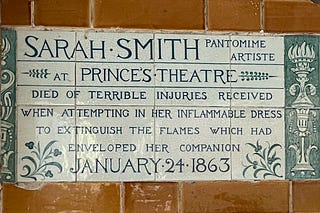 SARAH·SMITH PANTOMIME ARTISTE
AT PRINCE'S·THEATRE
DIED OF TERRIBLE INJURIES RECEIVED
WHEN ATTEMPTING IN HER INFLAMMABLE DRESS
TO EXTINGUISH THE FLAMES WHICH HAD
ENVELOPED HER COMPANION
JANUARY·24·1863